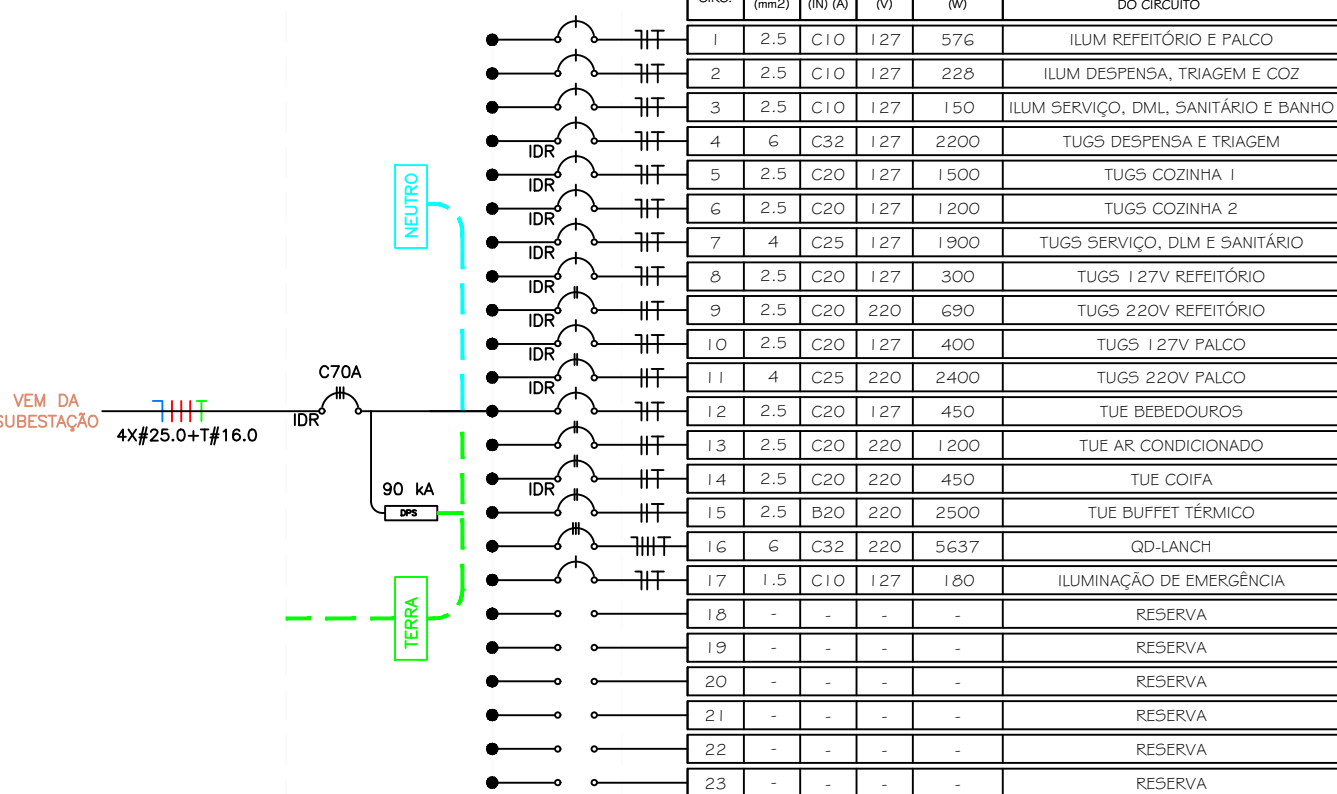 (mm2) (IN) (A) (V) (W) DO CIRCUITO
1 2.5 C10 127 576 ILUM REFEITÓRIO E PALCO
2 2.5 C10 127 228 ILUM DESPENSA, TRIAGEM E COZ
3 2.5 C10 127 150 ILUM SERVIÇO, DML, SANITÁRIO E BANHO
IDR 4 6 C32 127 2200 TUGS DESPENSA E TRIAGEM
IDR 5 2.5 C20 127 1500 TUGS COZINHA 1
IDR 6 2.5 C20 127 1200 TUGS COZINHA 2
IDR 7 4 C25 127 1900 TUGS SERVIÇO, DLM E SANITÁRIO
IDR 8 2.5 C20 127 300 TUGS 127V REFEITÓRIO
IDR 9 2.5 C20 220 690 TUGS 220V REFEITÓRIO
IDR 10 2.5 C20 127 400 TUGS 127V PALCO
IDR 11 4 C25 220 2400 TUGS 220V PALCO
12 2.5 C20 127 450 TUE BEBEDOUROS
13 2.5 C20 220 1200 TUE AR CONDICIONADO
IDR 14 2.5 C20 220 450 TUE COIFA
15 2.5 B20 220 2500 TUE BUFFET TÉRMICO
16 6 C32 220 5637 QD-LANCH
17 1.5 C10 127 180 ILUMINAÇÃO DE EMERGÊNCIA
18 - - - - RESERVA
19 - - - - RESERVA
20 - - - - RESERVA
21 - - - - RESERVA
22 - - - - RESERVA
23 - - - - RESERVA
NEUTRO
C70A
IDR
VEM DA
SUBESTAÇÃO
4X#25.0+T#16.0
90 kA
DPS
TERRA